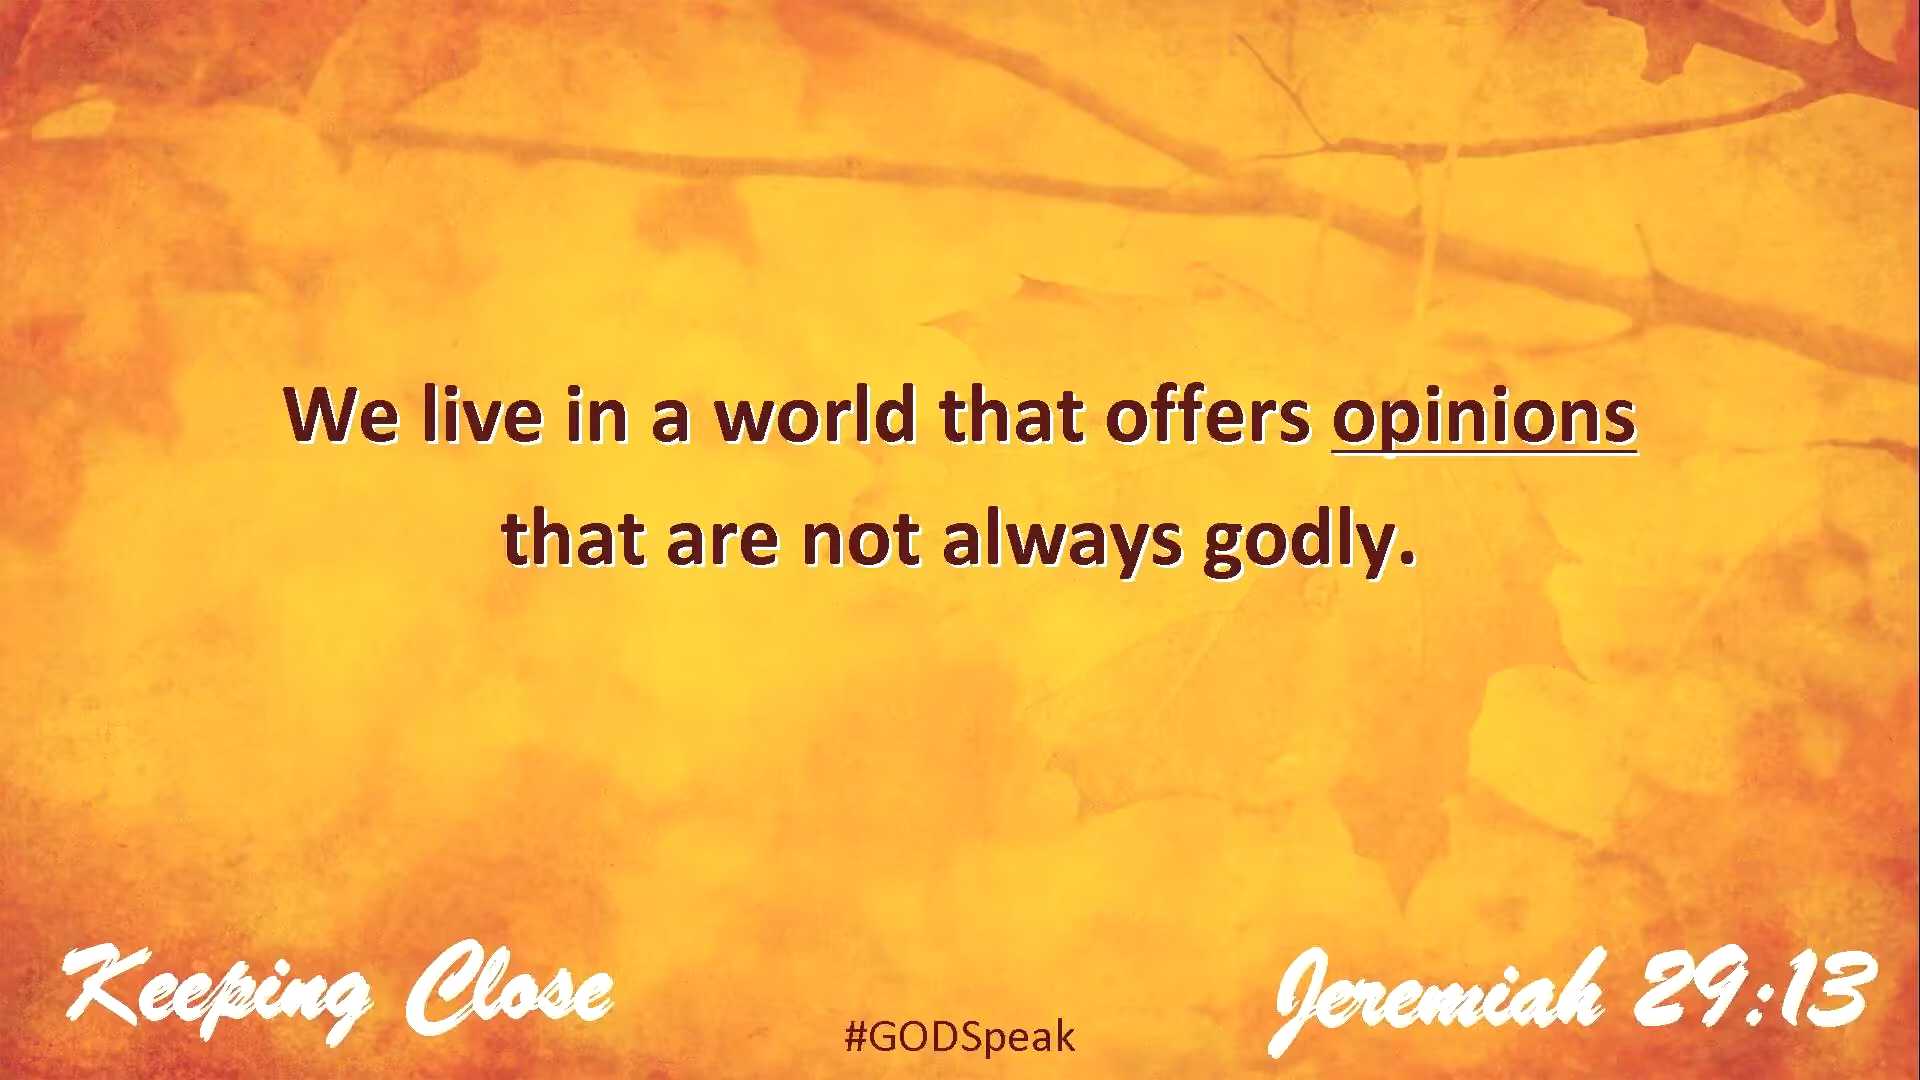 We live in a world that offers opinions
that are not always godly.
Keeping Close
#GODSpeak
Jeremiah 29:13